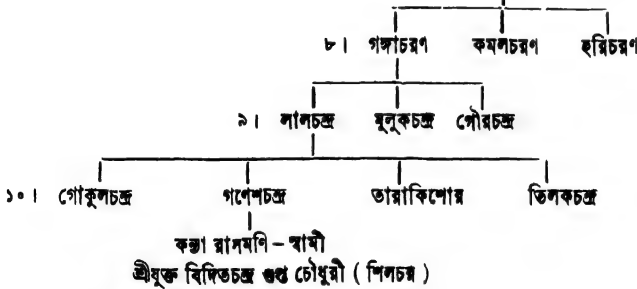 ৮। গঙ্গাচরণ কমলচরণ হরিচরণ
৯। লালচন্দ্র মূলুকচন্দ্র গৌরচন্দ্র
১০। গোকুলচন্দ্র গণেশচন্দ্র তারাকিশোর তিলকচন্দ্র
কন্যা রাসমণি – স্বামী
শ্রীযুক্ত বিদিতচন্দ্র গুপ্ত চৌধুরী ( শিলচর )